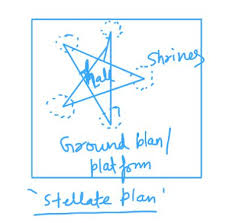 Shrines
hall
Ground plan/
platform
'stellate plan'